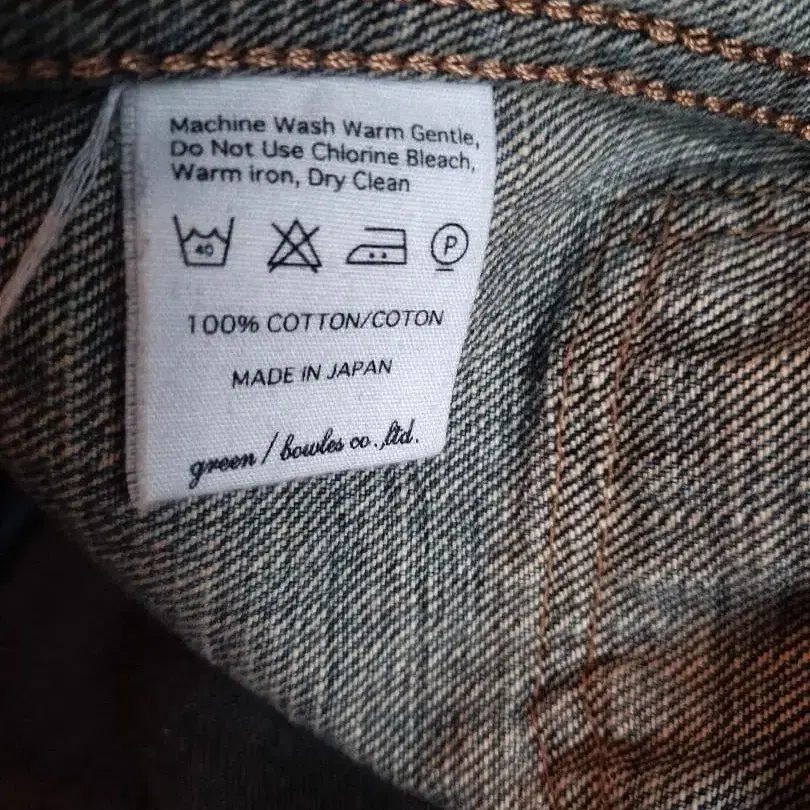 Machine Wash Warm Gentle,
Do Not Use Chlorine Bleach,
Warm iron, Dry Clean
40 P
100% COTTON/COTON
MADE IN JAPAN
green / bowles co.,ltd.